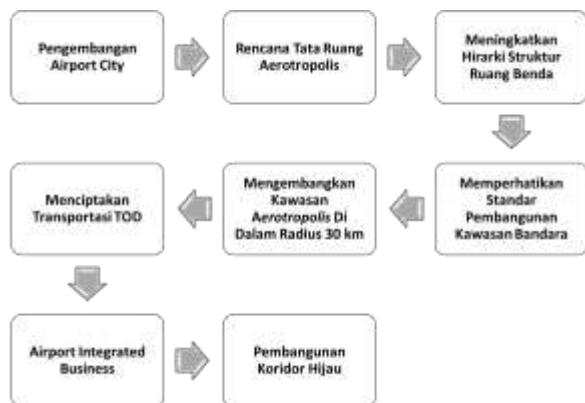 Pengembangan
Airport City
Rencana Tata Ruang
Aerotropolis
Meningkatkan
Hirarki Struktur
Ruang Benda
Memperhatikan
Standar
Pembangunan
Kawasan Bandara
Mengembangkan
Kawasan
Aerotropolis Di
Dalam Radius 30 km
Menciptakan
Transportasi TOD
Airport Integrated
Business
Pembangunan
Koridor Hijau